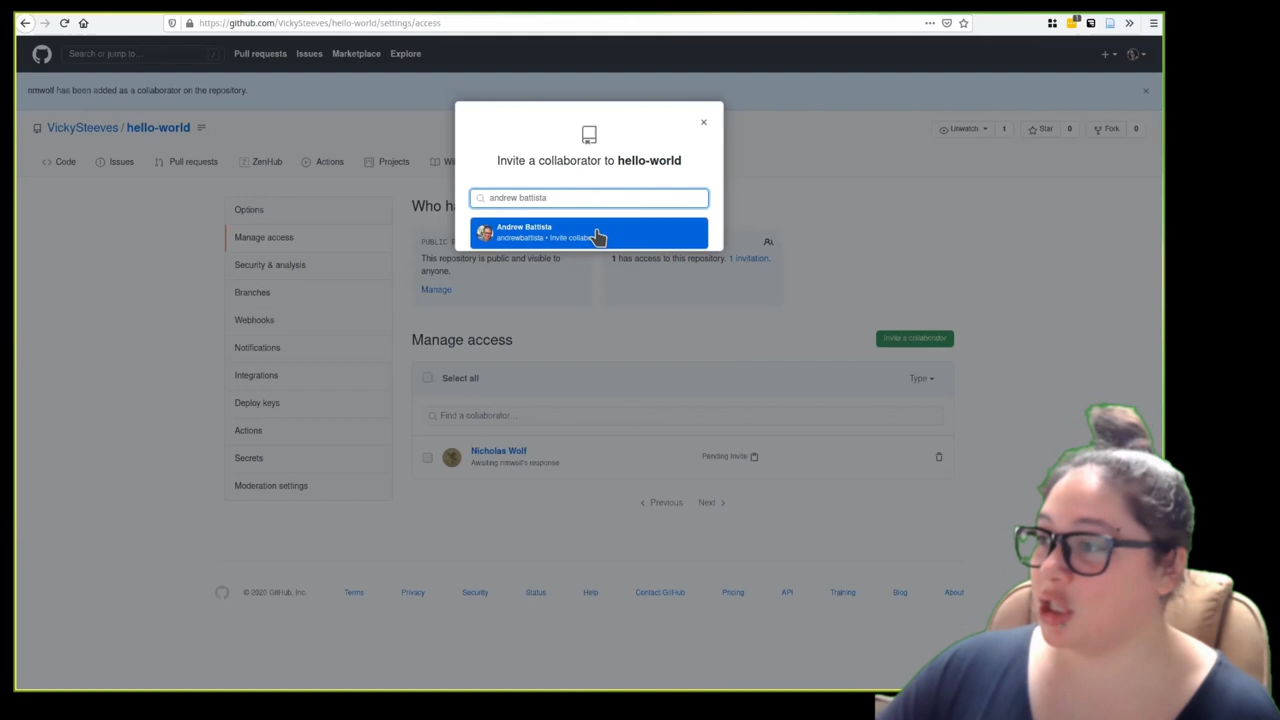 https://github.com/VickySteeves/hello-world/settings/access
Search or jump to...
/
Pull requests
Issues
Marketplace
Explore
nmwolf has been added as a collaborator on the repository.
VickySteeves / hello-world
Unwatch
1
Star
0
Fork
0
Code
Issues
Pull requests
ZenHub
Actions
Projects
Invite a collaborator to hello-world
andrew battista
Andrew Battista
andrewbattista • Invite
Options
Manage access
Security & analysis
Branches
Webhooks
Notifications
Integrations
Deploy keys
Actions
Secrets
Moderation settings
Who
This repository is public and visible to
anyone.
Manage
1 has access to this repository. 1 invitation.
Manage access
Invite a collaborator
Select all
Type
Find a collaborator...
Nicholas Wolf
Awaiting nmwolf's response
Pending Invite
Previous
Next
© 2020 GitHub, Inc.
Terms
Privacy
Security
Status
Help
Contact GitHub
Pricing
API
Training
Blog
About